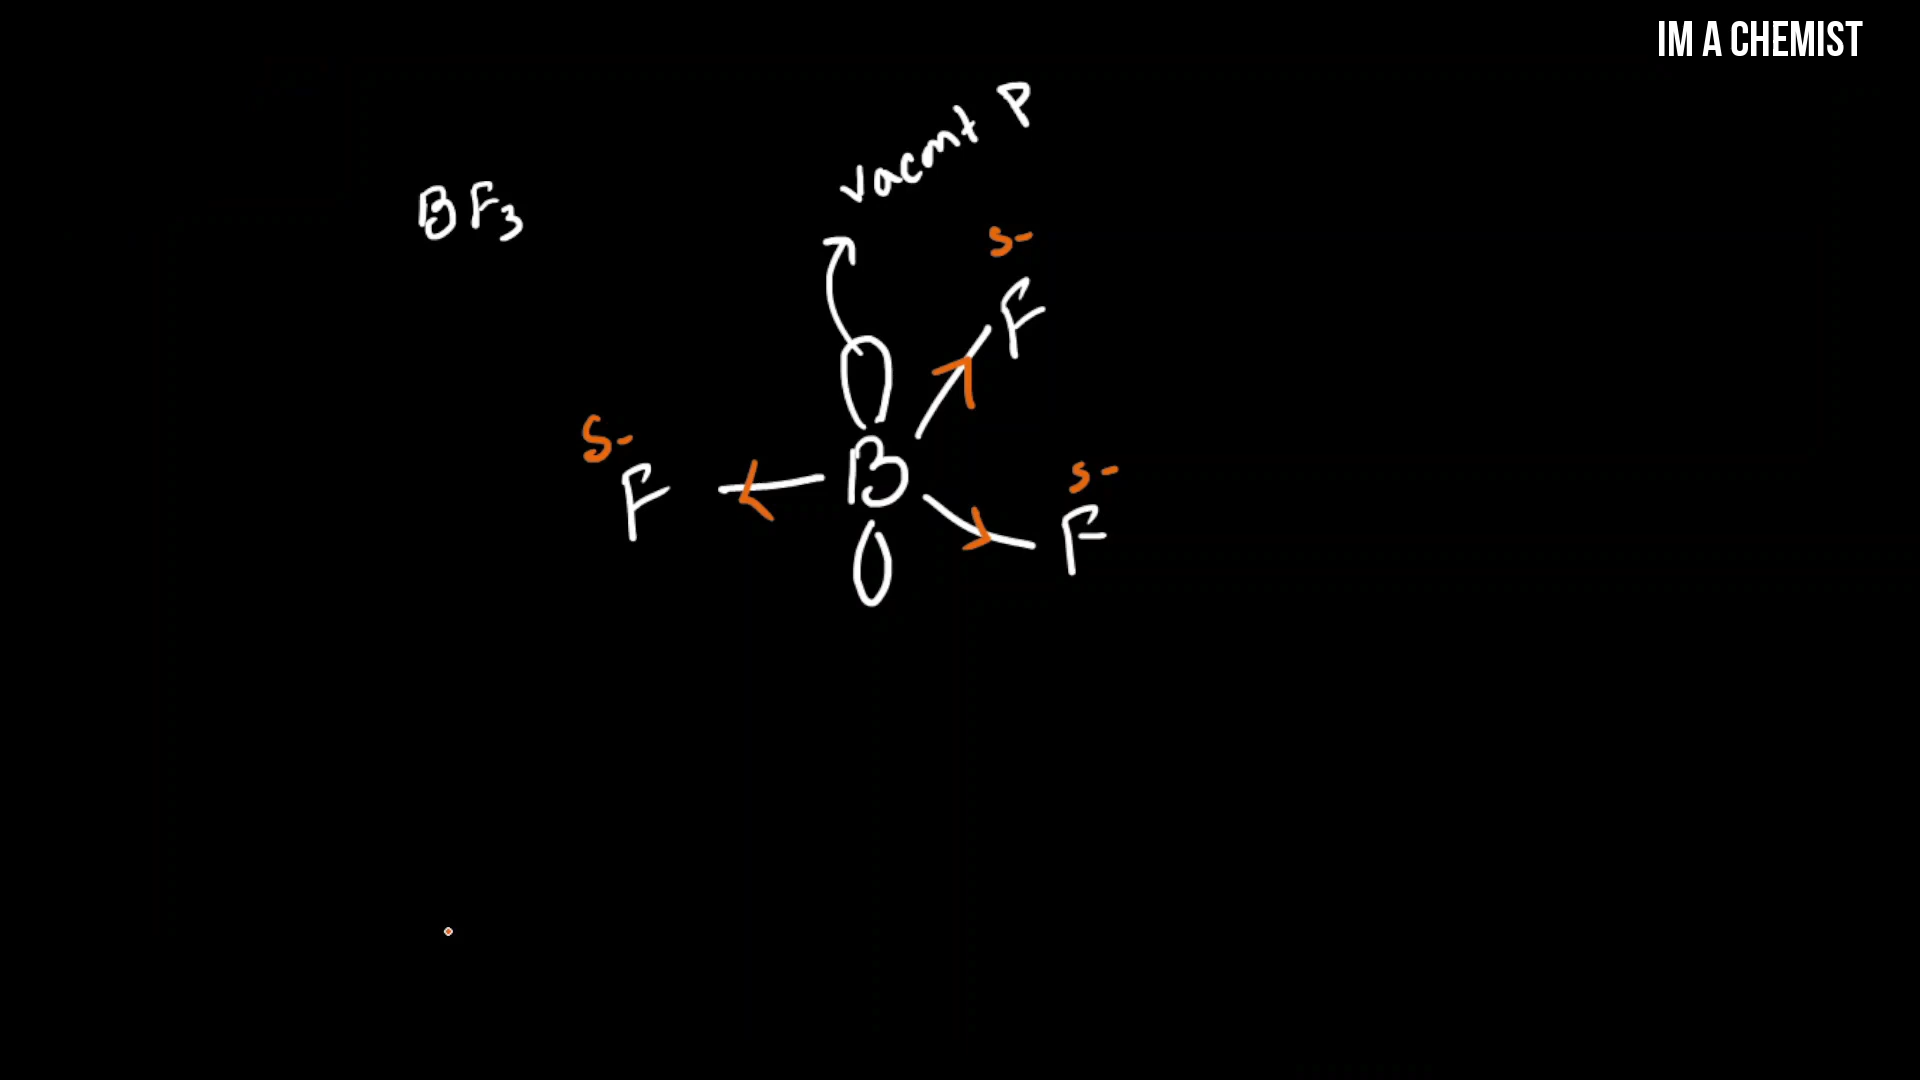 IM A CHEMIST
vacant P
BF3
S-
F
S-
F
B
S-
F